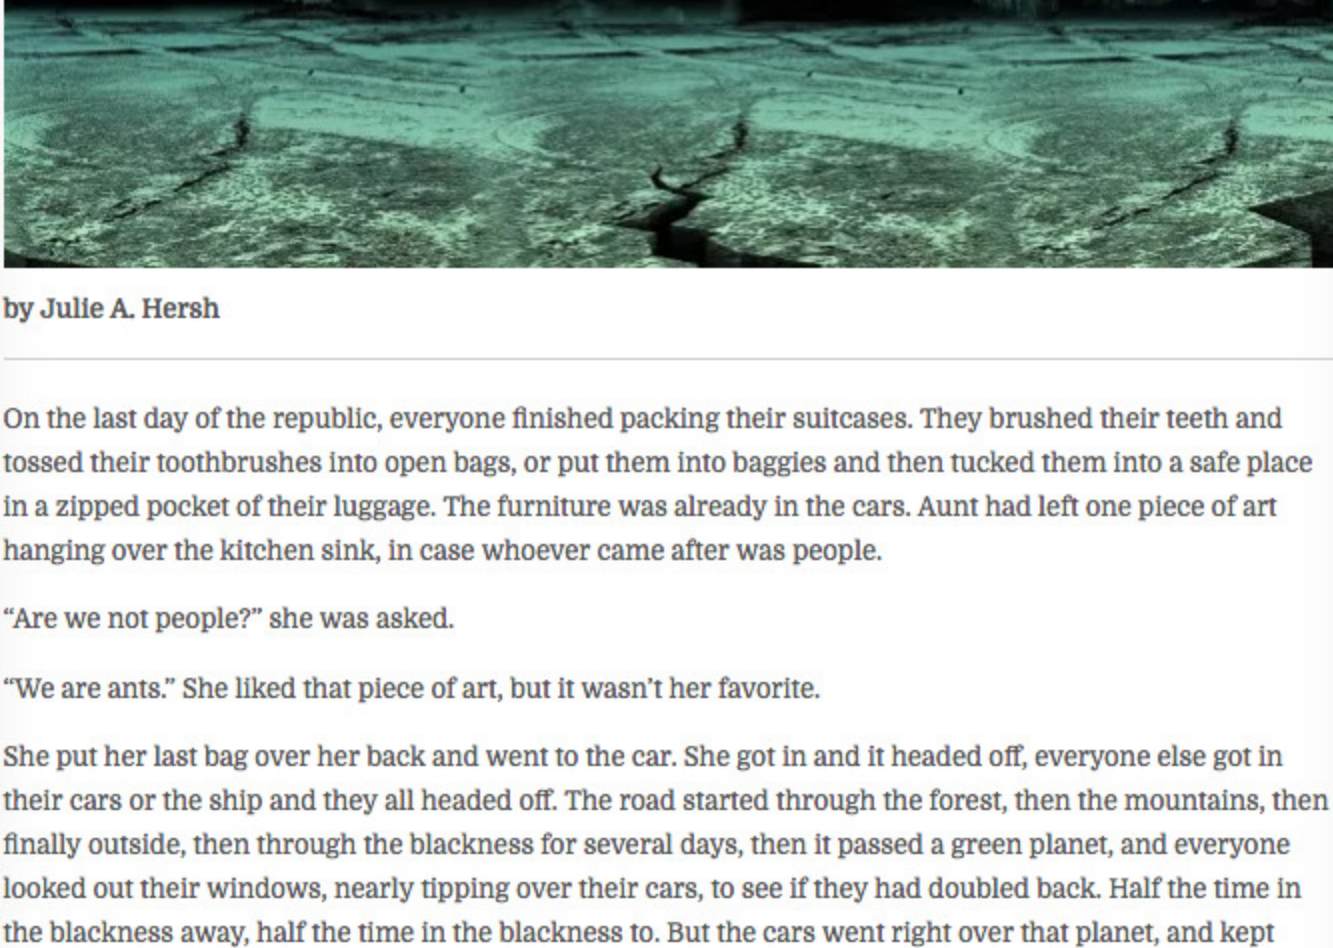 by Julie A. Hersh
On the last day of the republic, everyone finished packing their suitcases. They brushed their teeth and
tossed their toothbrushes into open bags, or put them into baggies and then tucked them into a safe place
in a zipped pocket of their luggage. The furniture was already in the cars. Aunt had left one piece of art
hanging over the kitchen sink, in case whoever came after was people.
“Are we not people?” she was asked.
“We are ants.” She liked that piece of art, but it wasn’t her favorite.
She put her last bag over her back and went to the car. She got in and it headed off, everyone else got in
their cars or the ship and they all headed off. The road started through the forest, then the mountains, then
finally outside, then through the blackness for several days, then it passed a green planet, and everyone
looked out their windows, nearly tipping over their cars, to see if they had doubled back. Half the time in
the blackness away, half the time in the blackness to. But the cars went right over that planet, and kept